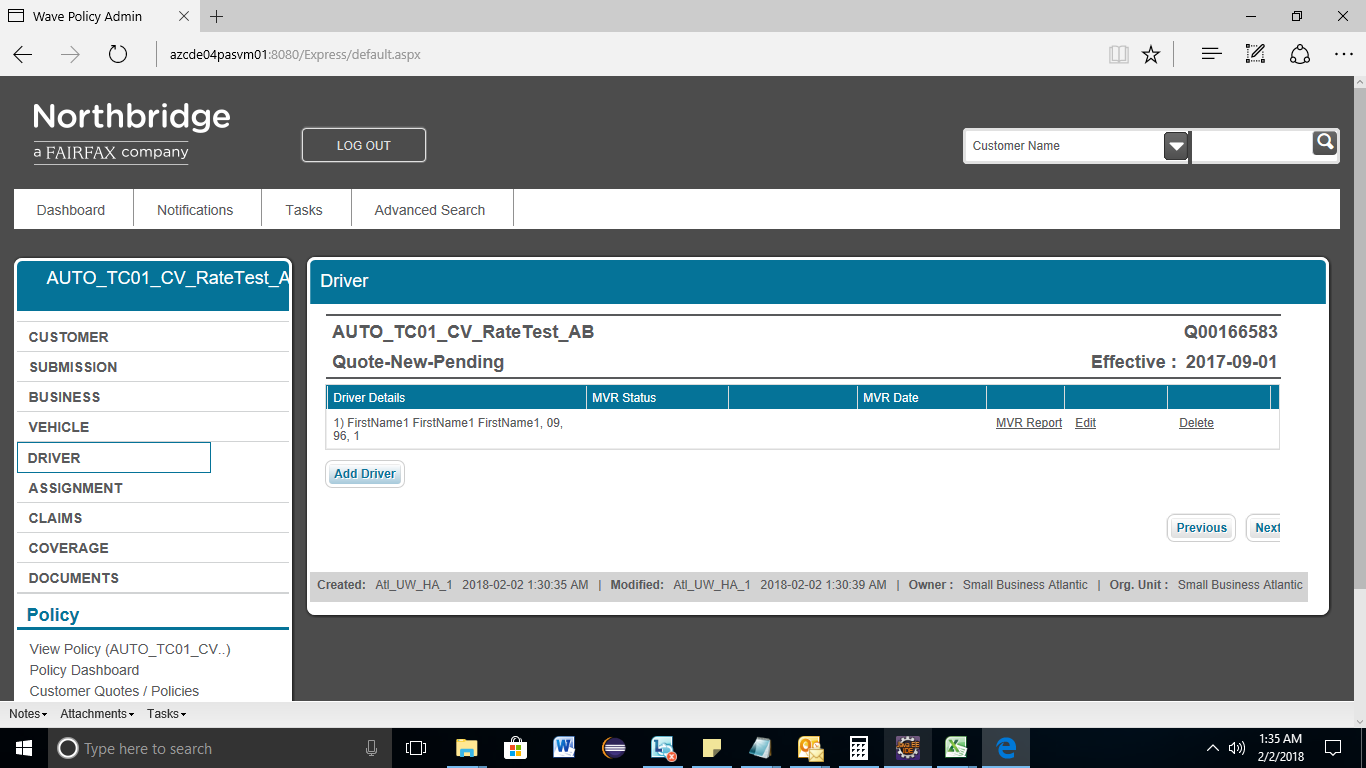 Wave Policy Admin
azcde04pasvm01:8080/Express/default.aspx
Northbridge
a FAIRFAX company
LOG OUT
Customer Name
Dashboard
Notifications
Tasks
Advanced Search
AUTO_TC01_CV_RateTest_A
CUSTOMER
SUBMISSION
BUSINESS
VEHICLE
DRIVER
ASSIGNMENT
CLAIMS
COVERAGE
DOCUMENTS
Policy
View Policy (AUTO_TC01_CV..)
Policy Dashboard
Customer Quotes / Policies
Driver
AUTO_TC01_CV_RateTest_AB Q00166583
Quote-New-Pending Effective : 2017-09-01
Driver Details MVR Status MVR Date
1) FirstName1 FirstName1 FirstName1, 09, MVR Report Edit Delete
96, 1
Add Driver
Previous Next
Created: Atl_UW_HA_1 2018-02-02 1:30:35 AM | Modified: Atl_UW_HA_1 2018-02-02 1:30:39 AM | Owner : Small Business Atlantic | Org. Unit : Small Business Atlantic
Notes Attachments Tasks
Type here to search
1:35 AM
2/2/2018